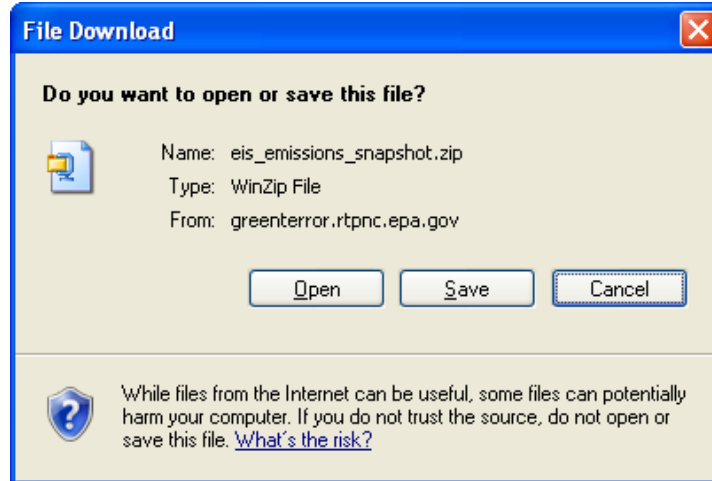 File Download
Do you want to open or save this file?
Name: eis_emissions_snapshot.zip
Type: WinZip File
From: greenterror.rtpnc.epa.gov
Open Save Cancel
While files from the Internet can be useful, some files can potentially
harm your computer. If you do not trust the source, do not open or
save this file. What's the risk?